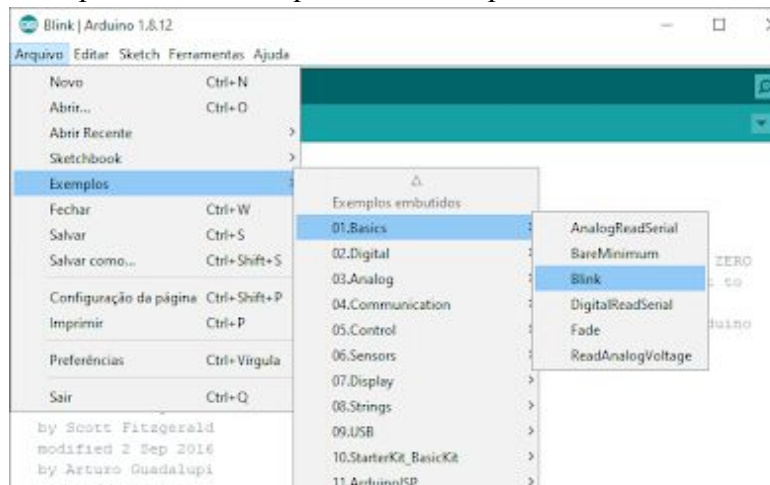 Blink | Arduino 1.8.12
Arquivo Editar Sketch Ferramentas Ajuda
Novo Ctrl+N
Abrir... Ctrl+O
Abrir Recente
Sketchbook
Exemplos
Fechar Ctrl+W
Salvar Ctrl+S
Salvar como... Ctrl+Shift+S
Configuração da página Ctrl+Shift+P
Imprimir Ctrl+P
Preferências Ctrl+Vírgula
Sair Ctrl+Q
Exemplos embutidos
01.Basics
02.Digital
03.Analog
04.Communication
05.Control
06.Sensors
07.Display
08.Strings
09.USB
10.StarterKit_BasicKit
11.ArduinoISP
AnalogReadSerial
BareMinimum
Blink
DigitalReadSerial
Fade
ReadAnalogVoltage
ZERO
to
by Scott Fitzgerald
modified 2 Sep 2016
by Arturo Guadalupi